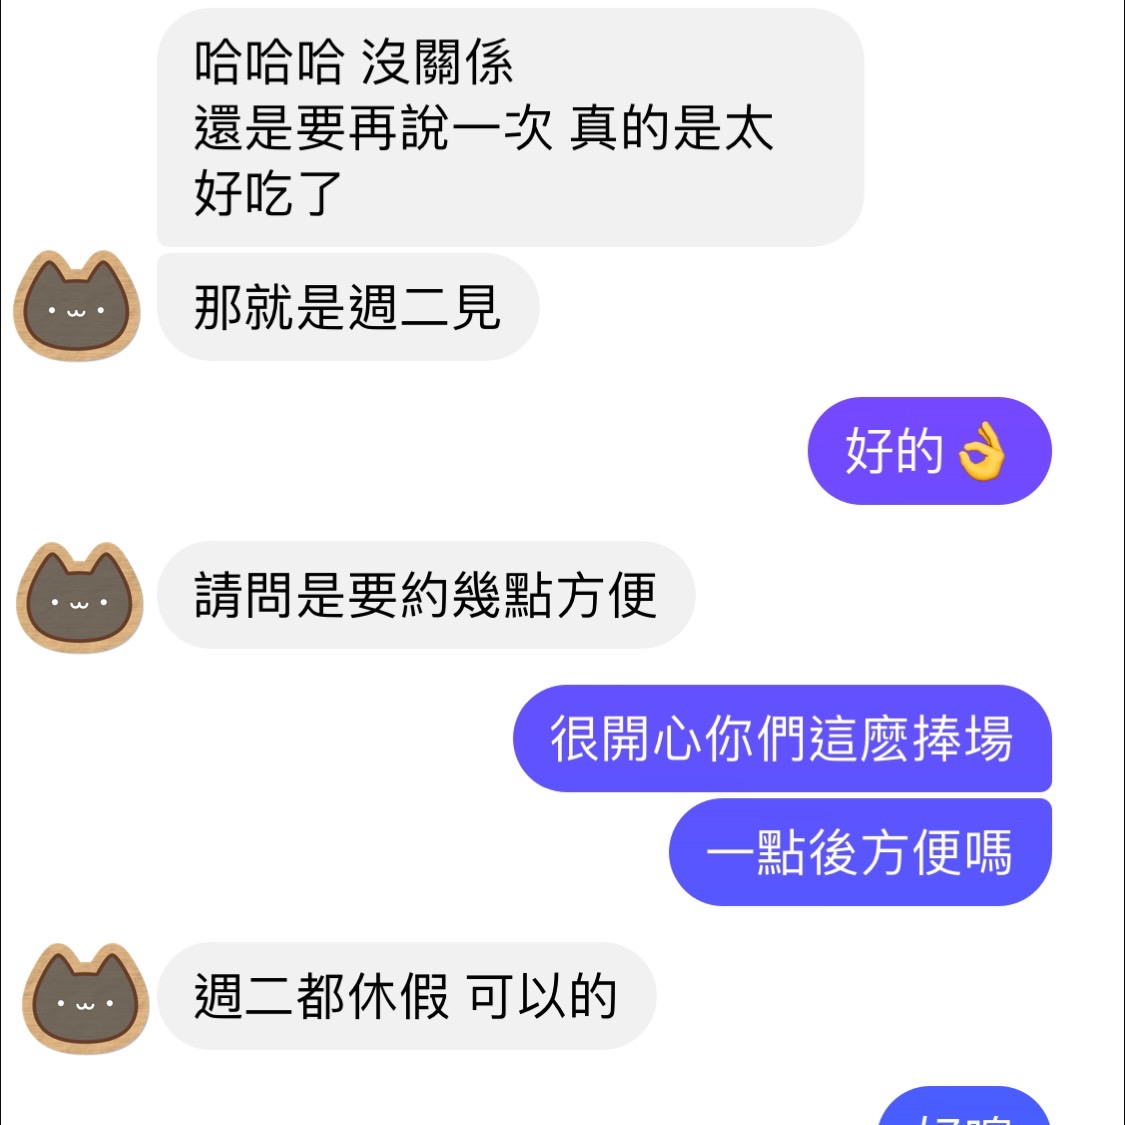 哈哈哈 沒關係
還是要再說一次 真的是太
好吃了
那就是週二見
好的👌
請問是要約幾點方便
很開心你們這麼捧場
一點後方便嗎
週二都休假 可以的